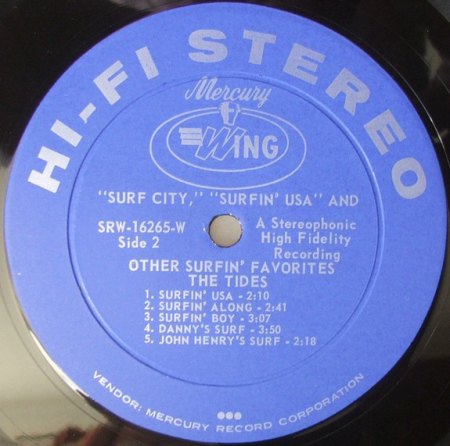 HI-FI STEREO
Mercury
WING
"SURF CITY," "SURFIN' USA" AND
SRW-16265-W
Side 2
A Stereophonic
High Fidelity
Recording
OTHER SURFIN' FAVORITES
THE TIDES
1. SURFIN' USA - 2:10
2. SURFIN' ALONG - 2:41
3. SURFIN' BOY - 3:07
4. DANNY'S SURF - 3:50
5. JOHN HENRY'S SURF - 2:18
VENDOR: MERCURY RECORD CORPORATION